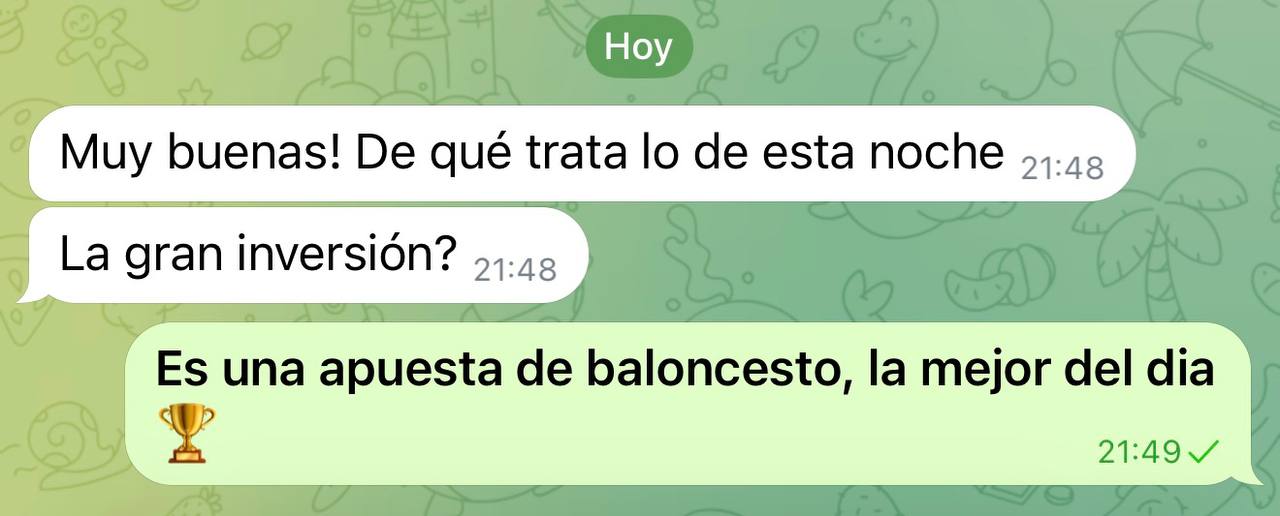 Hoy
Muy buenas! De qué trata lo de esta noche 21:48
La gran inversión? 21:48
Es una apuesta de baloncesto, la mejor del dia
🏆 21:49